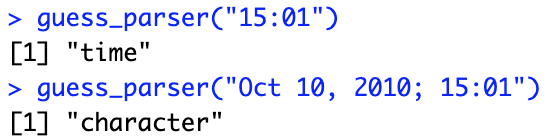 > guess_parser("15:01")
[1] "time"
> guess_parser("Oct 10, 2010; 15:01")
[1] "character"